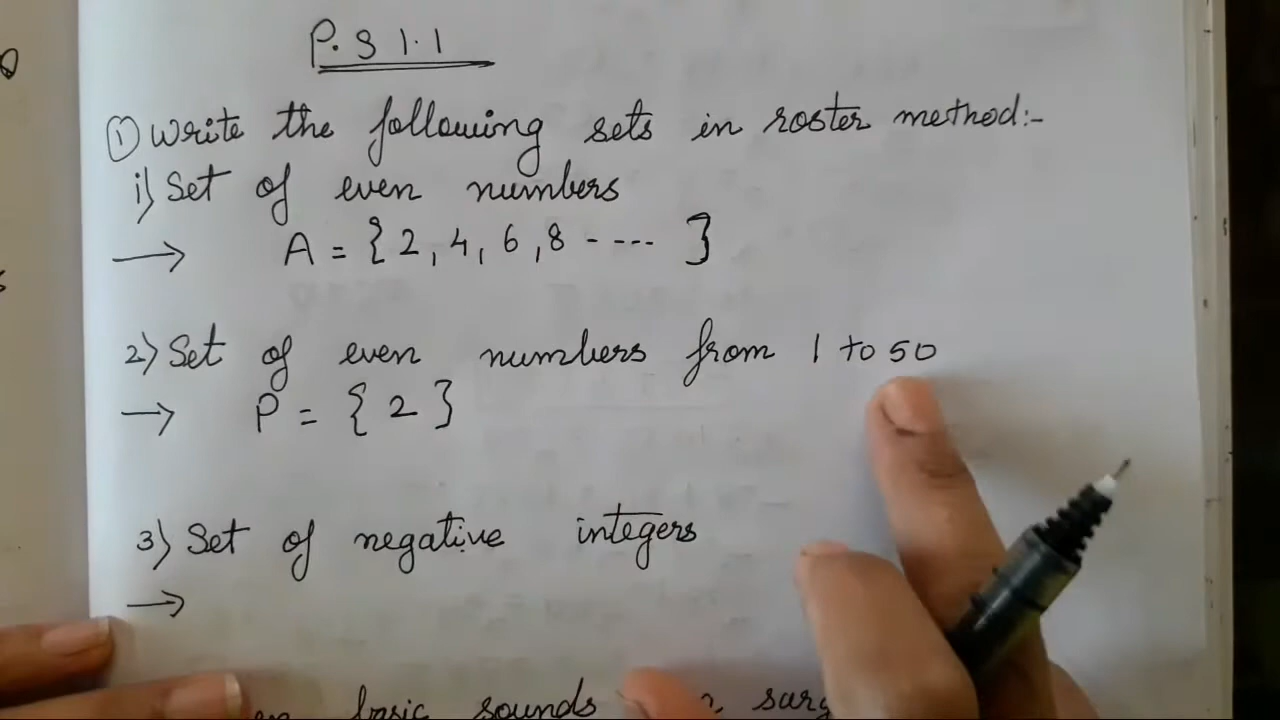 P. S 1.1
① Write the following sets in roster method:-
i) Set of even numbers
→ A = { 2, 4, 6, 8 ----- }
2) Set of even numbers from 1 to 50
→ P = { 2 }
3) Set of negative integers
→
basic sounds